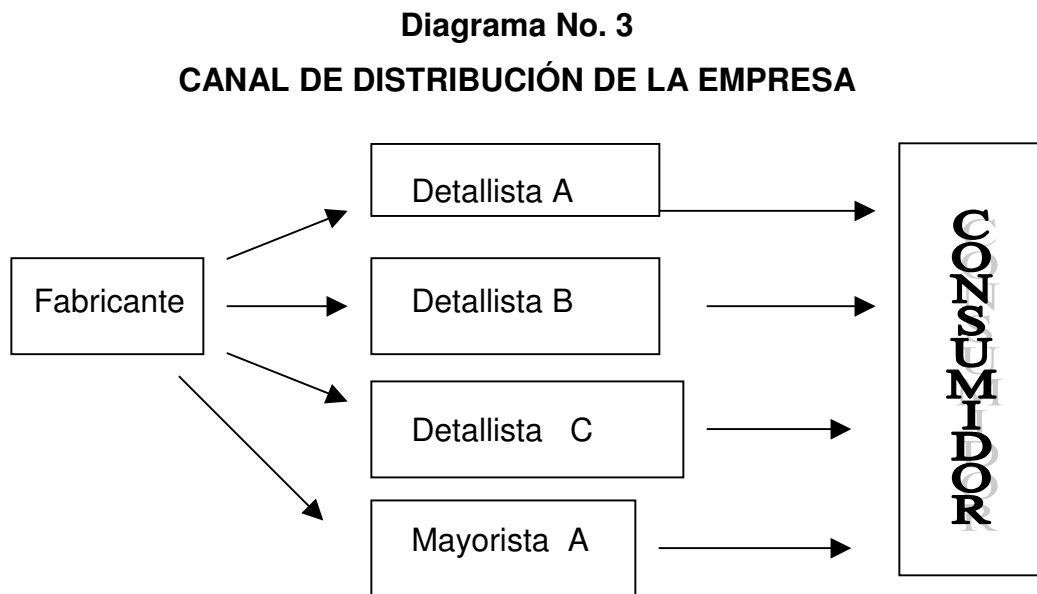 Diagrama No. 3
CANAL DE DISTRIBUCIÓN DE LA EMPRESA
Detallista A
Fabricante
Detallista B
Detallista C
Mayorista A
CONSUMIDOR